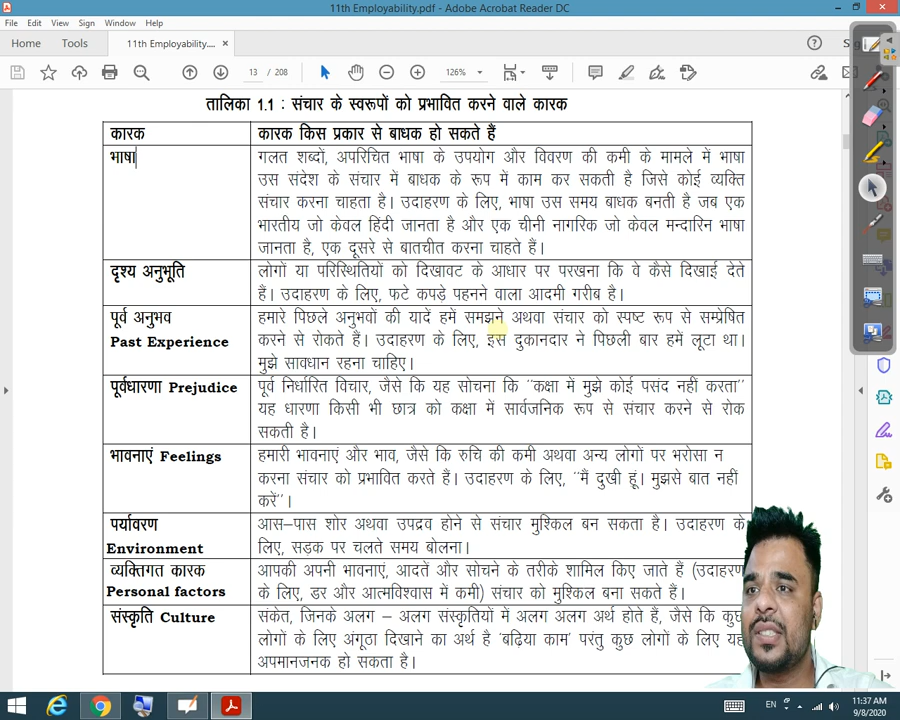 11th Employability.pdf - Adobe Acrobat Reader DC
File Edit View Sign Window Help
Home Tools 11th Employability....
13 / 208 126%
तालिका 1.1 : संचार के स्वरूपों को प्रभावित करने वाले कारक
कारक कारक किस प्रकार से बाधक हो सकते हैं
भाषा गलत शब्दों, अपरिचित भाषा के उपयोग और विवरण की कमी के मामले में भाषा
उस संदेश के संचार में बाधक के रूप में काम कर सकती है जिसे कोई व्यक्ति
संचार करना चाहता है। उदाहरण के लिए, भाषा उस समय बाधक बनती है जब एक
भारतीय जो केवल हिंदी जानता है और एक चीनी नागरिक जो केवल मन्दारिन भाषा
जानता है, एक दूसरे से बातचीत करना चाहते हैं।
दृश्य अनुभूति लोगों या परिस्थितियों को दिखावट के आधार पर परखना कि वे कैसे दिखाई देते
हैं। उदाहरण के लिए, फटे कपड़े पहनने वाला आदमी गरीब है।
पूर्व अनुभव हमारे पिछले अनुभवों की यादें हमें समझने अथवा संचार को स्पष्ट रूप से सम्प्रेषित
Past Experience करने से रोकते हैं। उदाहरण के लिए, इस दुकानदार ने पिछली बार हमें लूटा था।
मुझे सावधान रहना चाहिए।
पूर्वधारणा Prejudice पूर्व निर्धारित विचार, जैसे कि यह सोचना कि "कक्षा में मुझे कोई पसंद नहीं करता"
यह धारणा किसी भी छात्र को कक्षा में सार्वजनिक रूप से संचार करने से रोक
सकती है।
भावनाएं Feelings हमारी भावनाएं और भाव, जैसे कि रुचि की कमी अथवा अन्य लोगों पर भरोसा न
करना संचार को प्रभावित करते हैं। उदाहरण के लिए, "मैं दुखी हूं। मुझसे बात नहीं
करें"।
पर्यावरण आस–पास शोर अथवा उपद्रव होने से संचार मुश्किल बन सकता है। उदाहरण के
Environment लिए, सड़क पर चलते समय बोलना।
व्यक्तिगत कारक आपकी अपनी भावनाएं, आदतें और सोचने के तरीके शामिल किए जाते हैं (उदाहरण
Personal factors के लिए, डर और आत्मविश्वास में कमी) संचार को मुश्किल बना सकते हैं।
संस्कृति Culture संकेत, जिनके अलग – अलग संस्कृतियों में अलग अलग अर्थ होते हैं, जैसे कि कुछ
लोगों के लिए अंगूठा दिखाने का अर्थ है 'बढ़िया काम' परंतु कुछ लोगों के लिए यह
अपमानजनक हो सकता है।
EN 11:37 AM
9/8/2020